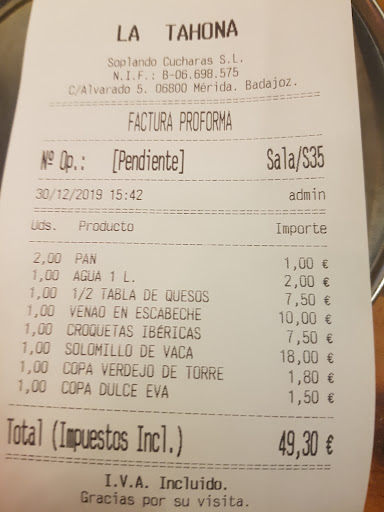 LA TAHONA
Soplando Cucharas S.L.
N.I.F.: B-06.698.575
C/Alvarado 5. 06800 Mérida. Badajoz.
FACTURA PROFORMA
Nº Op.: [Pendiente] Sala/S35
30/12/2019 15:42 admin
Uds. Producto Importe
2,00 PAN 1,00 €
1,00 AGUA 1 L. 2,00 €
1,00 1/2 TABLA DE QUESOS 7,50 €
1,00 VENAO EN ESCABECHE 10,00 €
1,00 CROQUETAS IBÉRICAS 7,50 €
1,00 SOLOMILLO DE VACA 18,00 €
1,00 COPA VERDEJO DE TORRE 1,80 €
1,00 COPA DULCE EVA 1,50 €
Total (Impuestos Incl.) 49,30 €
I.V.A. Incluido.
Gracias por su visita.